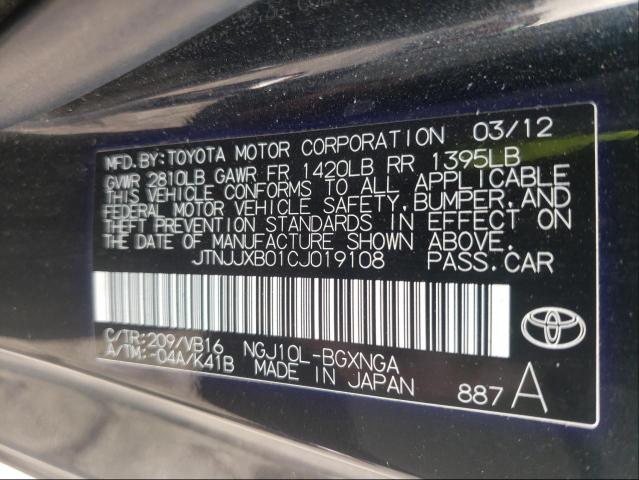 MFD. BY: TOYOTA MOTOR CORPORATION 03/12
GVWR 2810LB GAWR FR 1420LB RR 1395LB
THIS VEHICLE CONFORMS TO ALL APPLICABLE
FEDERAL MOTOR VEHICLE SAFETY, BUMPER, AND
THEFT PREVENTION STANDARDS IN EFFECT ON
THE DATE OF MANUFACTURE SHOWN ABOVE.
JTNJJXB01CJ019108 PASS. CAR
C/TR: 209/VB16 NGJ10L-BGXNGA
A/TM: -04A/K41B MADE IN JAPAN 887 A